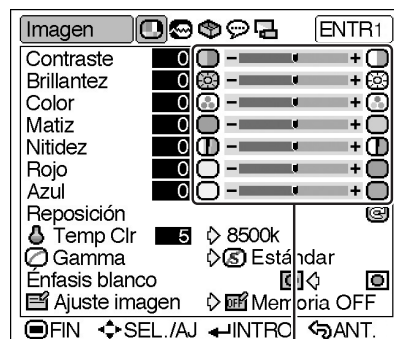 Imagen ENTR1
Contraste 0 - +
Brillantez 0 - +
Color 0 - +
Matiz 0 - +
Nitidez 0 - +
Rojo 0 - +
Azul 0 - +
Reposición
Temp Clr 5 8500k
Gamma S Estándar
Énfasis blanco
Ajuste imagen OFF Memoria OFF
FIN SEL./AJ INTRO ANT.